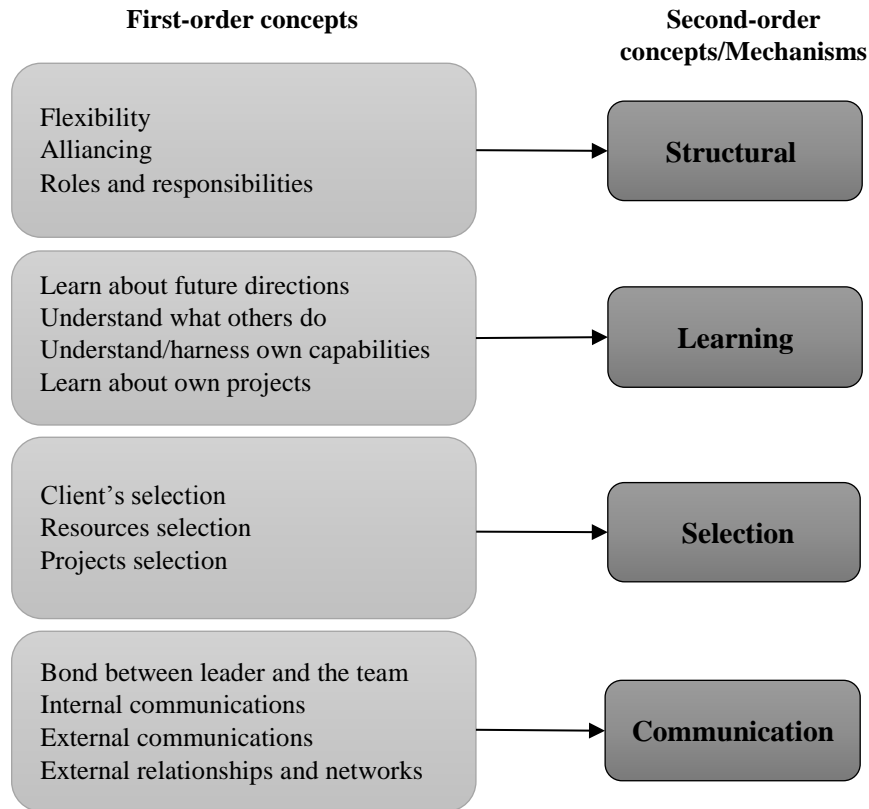 First-order concepts
Second-order
concepts/Mechanisms
Flexibility
Alliancing
Roles and responsibilities
Structural
Learn about future directions
Understand what others do
Understand/harness own capabilities
Learn about own projects
Learning
Client’s selection
Resources selection
Projects selection
Selection
Bond between leader and the team
Internal communications
External communications
External relationships and networks
Communication